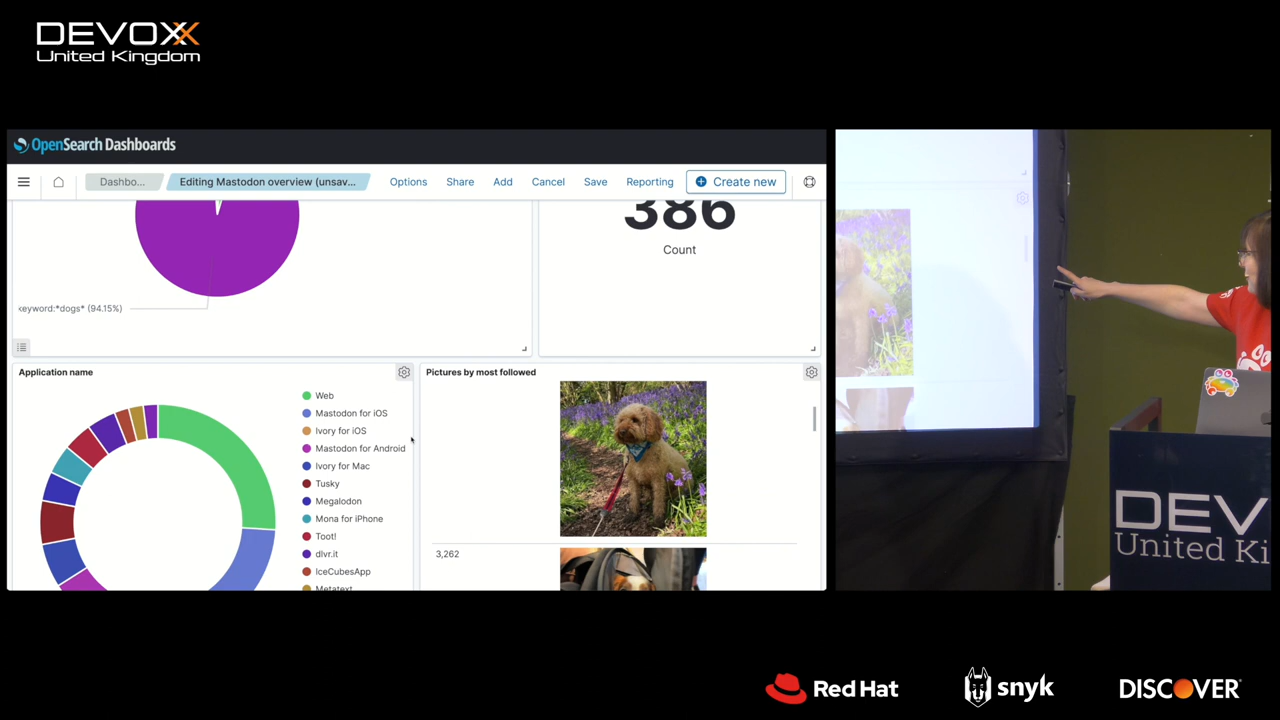 DEVOXX
United Kingdom
OpenSearch Dashboards
Dashbo...
Editing Mastodon overview (unsav...
Options
Share
Add
Cancel
Save
Reporting
Create new
386
Count
keyword:*dogs* (94.15%)
Application name
Web
Mastodon for iOS
Ivory for iOS
Mastodon for Android
Ivory for Mac
Tusky
Megalodon
Mona for iPhone
Toot!
dlvr.it
IceCubesApp
Metatext
Pictures by most followed
3,262
DEV
United Ki
Red Hat
snyk
DISCOVER